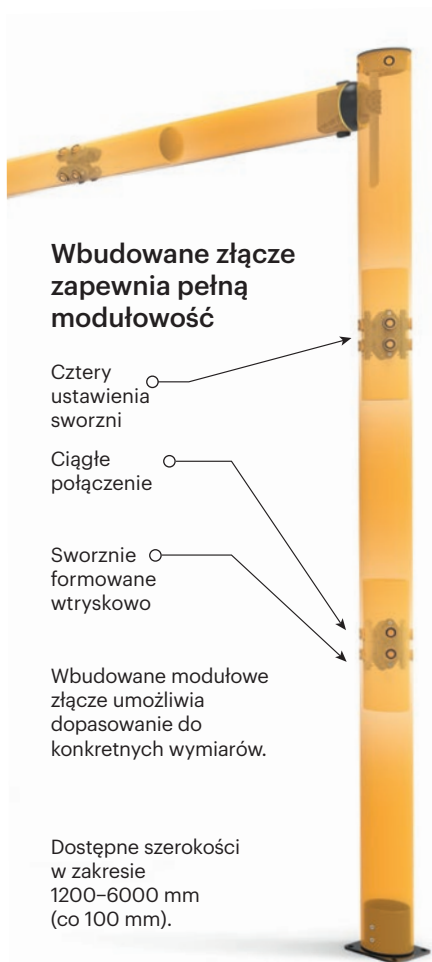 Wbudowane złącze
zapewnia pełną
modułowość
Cztery
ustawienia
sworzni
Ciągłe
połączenie
Sworznie
formowane
wtryskowo
Wbudowane modułowe
złącze umożliwia
dopasowanie do
konkretnych wymiarów.
Dostępne szerokości
w zakresie
1200–6000 mm
(co 100 mm).